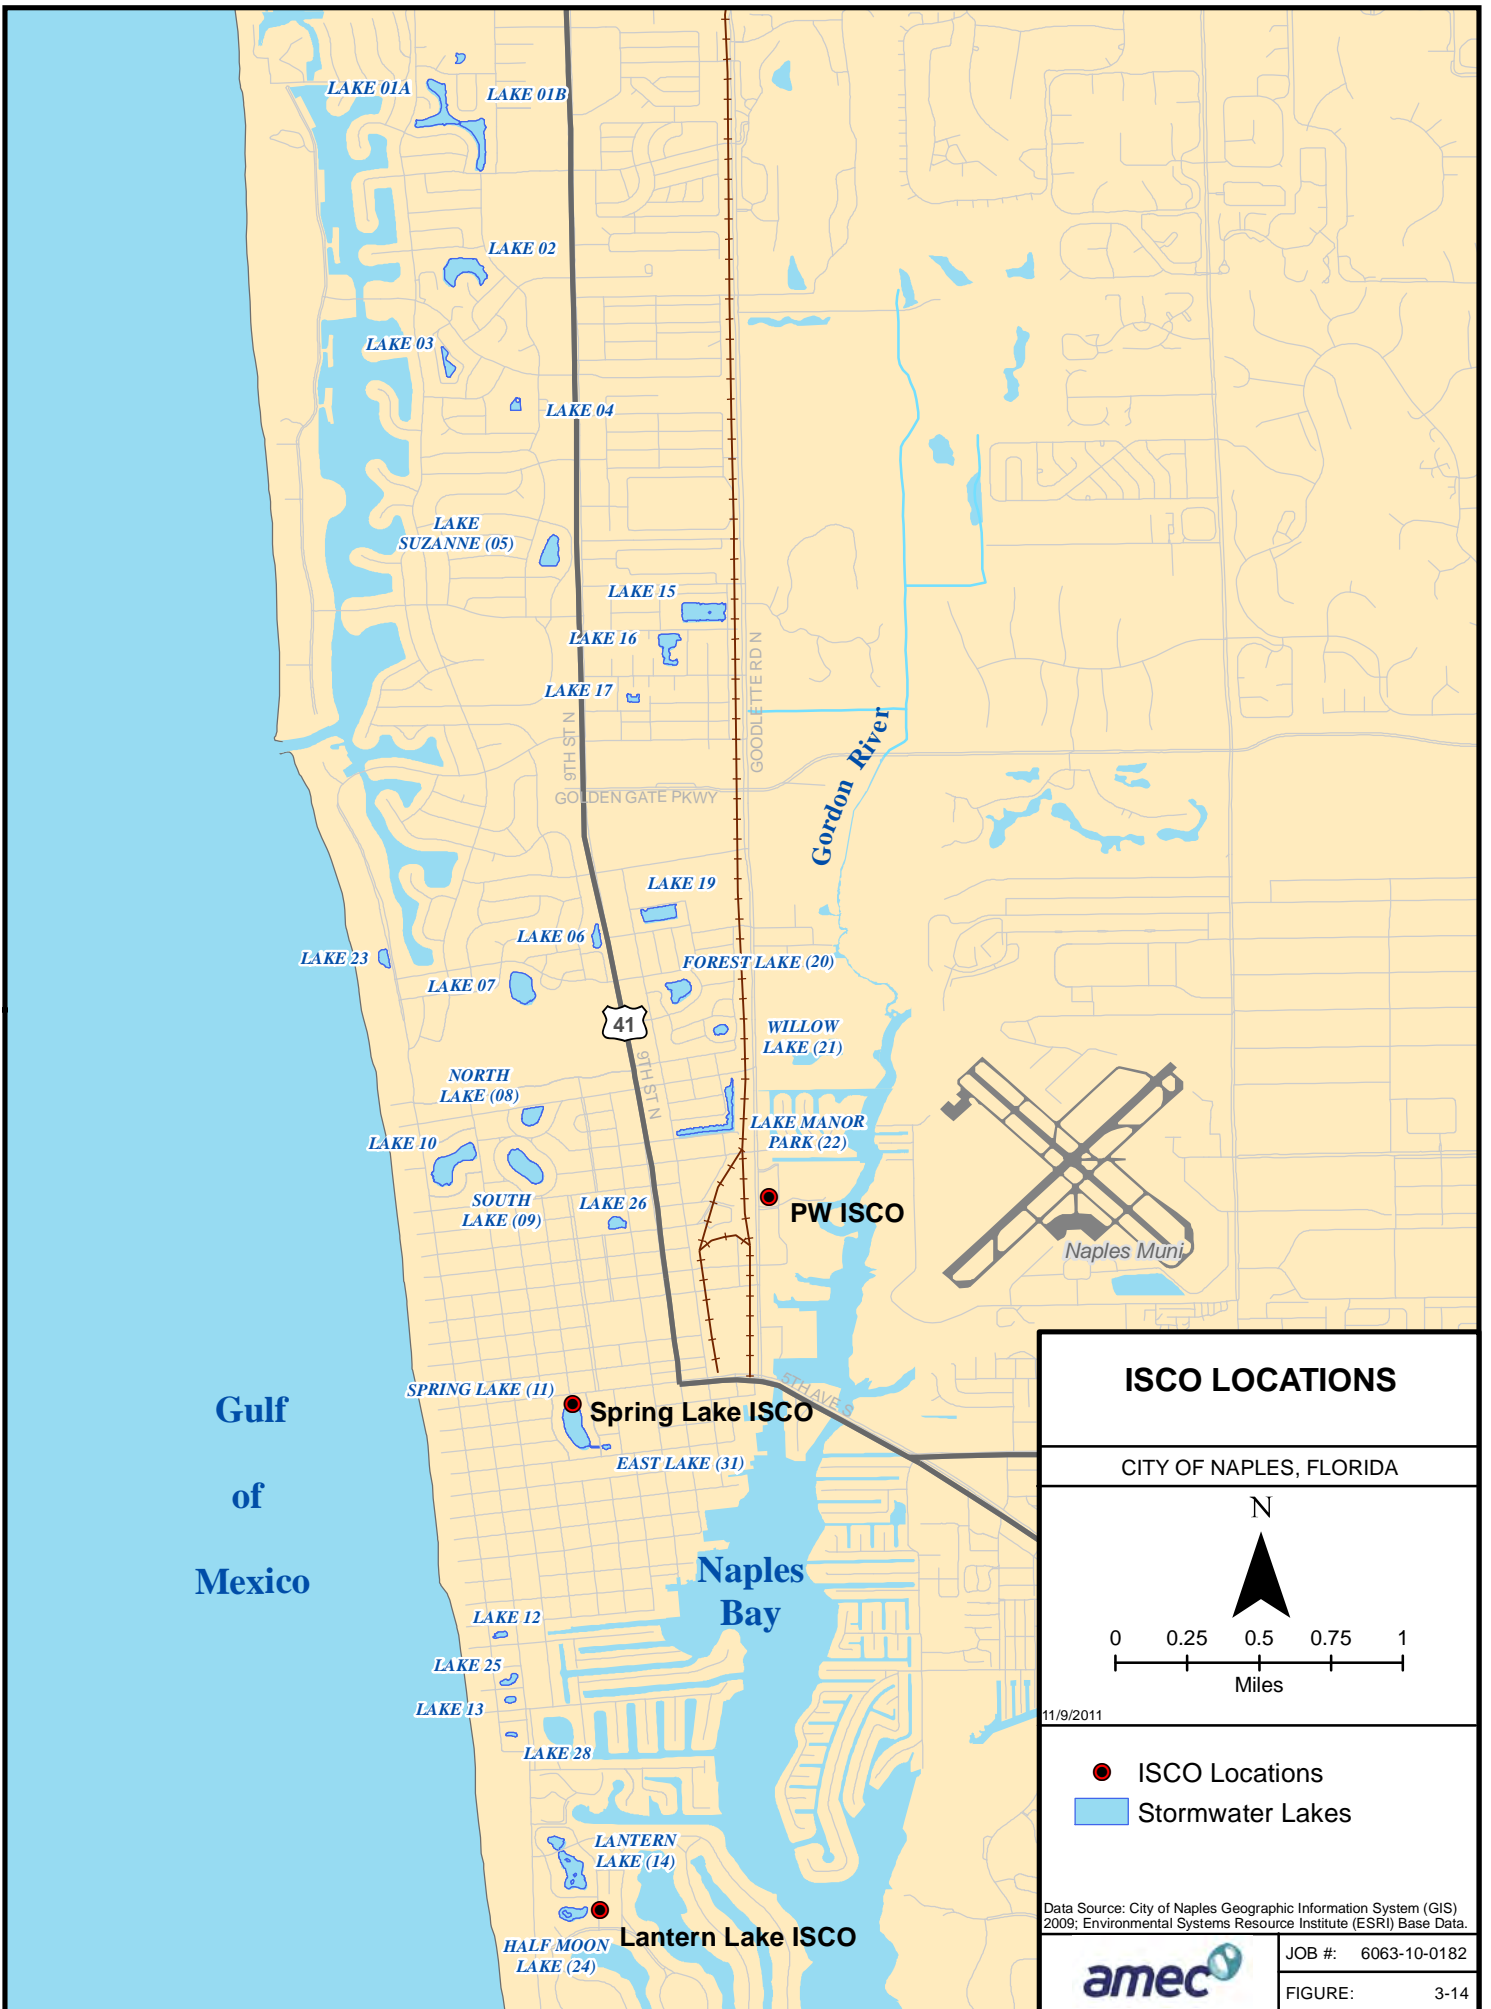 LAKE 01A
LAKE 01B
LAKE 02
LAKE 03
LAKE 04
LAKE
SUZANNE (05)
LAKE 15
LAKE 16
LAKE 17
9TH ST N
GOODLETTE RD N
GOLDEN GATE PKWY
Gordon River
LAKE 19
LAKE 06
LAKE 23
LAKE 07
FOREST LAKE (20)
41
WILLOW
LAKE (21)
9TH ST N
NORTH
LAKE (08)
LAKE 10
LAKE MANOR
PARK (22)
SOUTH
LAKE (09)
LAKE 26
PW ISCO
Naples Muni
SPRING LAKE (11)
Spring Lake ISCO
5TH AVE S
EAST LAKE (31)
Gulf
of
Mexico
Naples
Bay
LAKE 12
LAKE 25
LAKE 13
LAKE 28
LANTERN
LAKE (14)
Lantern Lake ISCO
HALF MOON
LAKE (24)
ISCO LOCATIONS
CITY OF NAPLES, FLORIDA
N
0 0.25 0.5 0.75 1
Miles
11/9/2011
ISCO Locations
Stormwater Lakes
Data Source: City of Naples Geographic Information System (GIS)
2009; Environmental Systems Resource Institute (ESRI) Base Data.
amec
JOB #: 6063-10-0182
FIGURE: 3-14